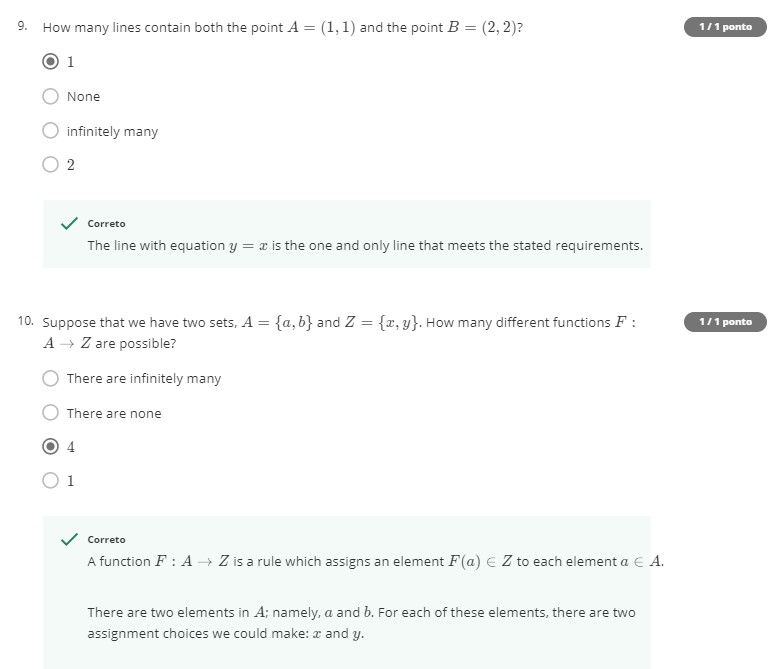 9. How many lines contain both the point A = (1, 1) and the point B = (2, 2)?
1 / 1 ponto
1
None
infinitely many
2
Correto
The line with equation y = x is the one and only line that meets the stated requirements.
10. Suppose that we have two sets, A = {a, b} and Z = {x, y}. How many different functions F :
1 / 1 ponto
A → Z are possible?
There are infinitely many
There are none
4
1
Correto
A function F : A → Z is a rule which assigns an element F(a) ∈ Z to each element a ∈ A.
There are two elements in A; namely, a and b. For each of these elements, there are two
assignment choices we could make: x and y.